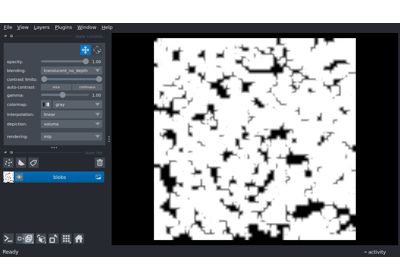 File View Layers Plugins Window Help
opacity: 1.00
blending: translucent_no_depth
contrast limits:
auto-contrast: once continuous
gamma: 1.00
colormap: gray
interpolation: linear
depiction: volume
rendering: mip
blobs
Ready
activity